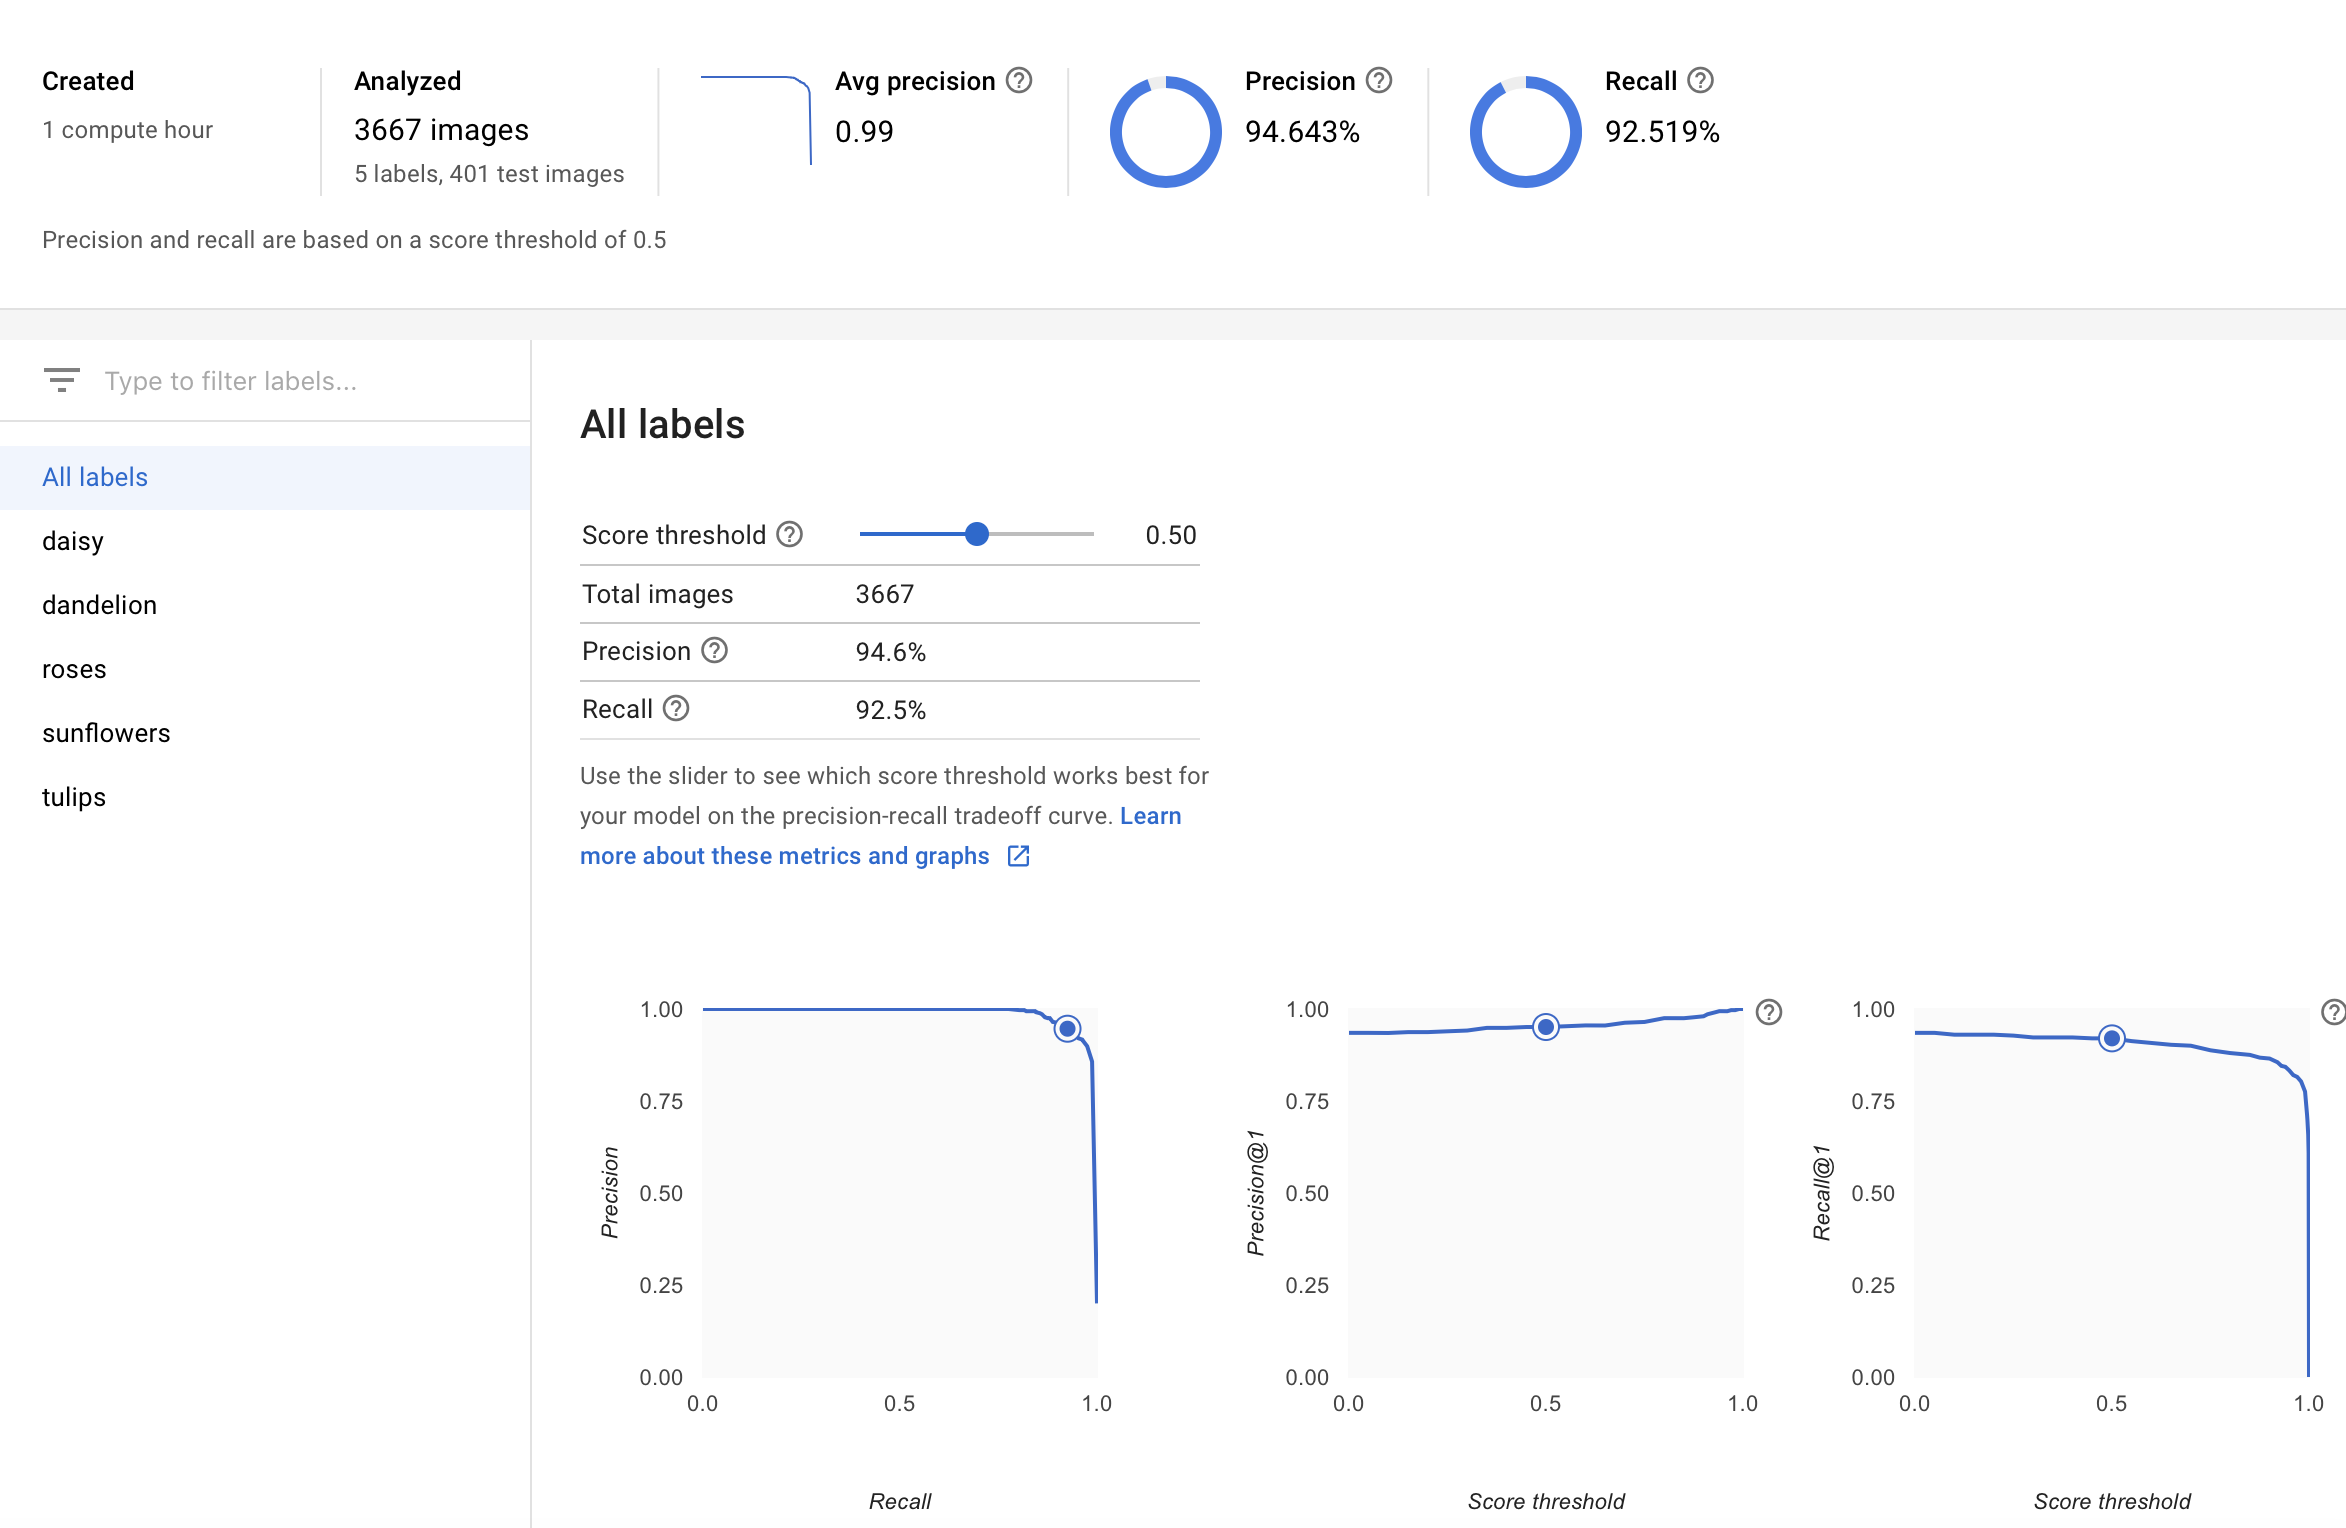 Created
1 compute hour
Analyzed
3667 images
5 labels, 401 test images
Avg precision
0.99
Precision
94.643%
Recall
92.519%
Precision and recall are based on a score threshold of 0.5
Type to filter labels...
All labels
daisy
dandelion
roses
sunflowers
tulips
All labels
Score threshold 0.50
Total images 3667
Precision 94.6%
Recall 92.5%
Use the slider to see which score threshold works best for
your model on the precision-recall tradeoff curve. Learn
more about these metrics and graphs
Precision
1.00
0.75
0.50
0.25
0.00
0.0 0.5 1.0
Recall
Precision@1
1.00
0.75
0.50
0.25
0.00
0.0 0.5 1.0
Score threshold
Recall@1
1.00
0.75
0.50
0.25
0.00
0.0 0.5 1.0
Score threshold